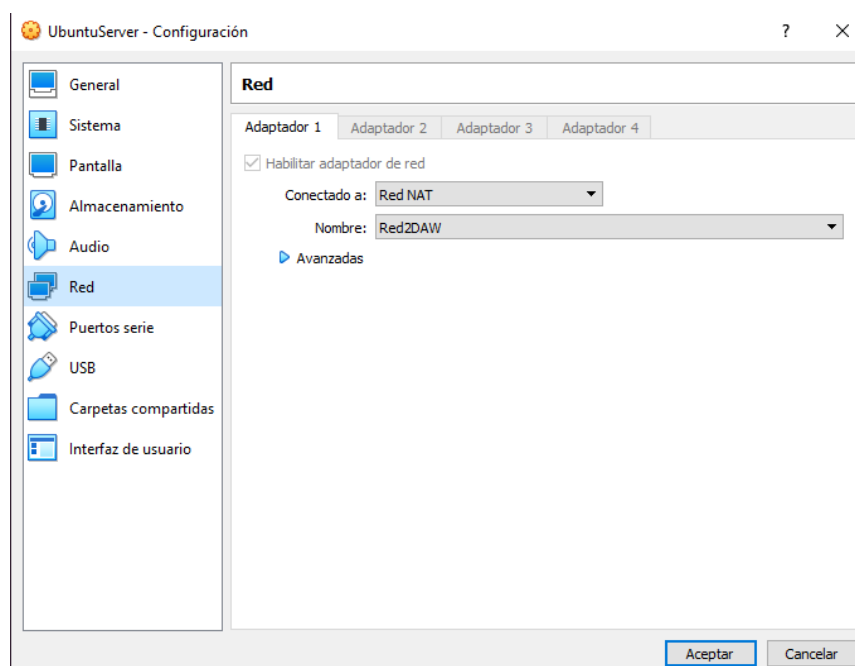 UbuntuServer - Configuración ? ×
General
Sistema
Pantalla
Almacenamiento
Audio
Red
Puertos serie
USB
Carpetas compartidas
Interfaz de usuario
Red
Adaptador 1 Adaptador 2 Adaptador 3 Adaptador 4
Habilitar adaptador de red
Conectado a: Red NAT
Nombre: Red2DAW
Avanzadas
Aceptar Cancelar